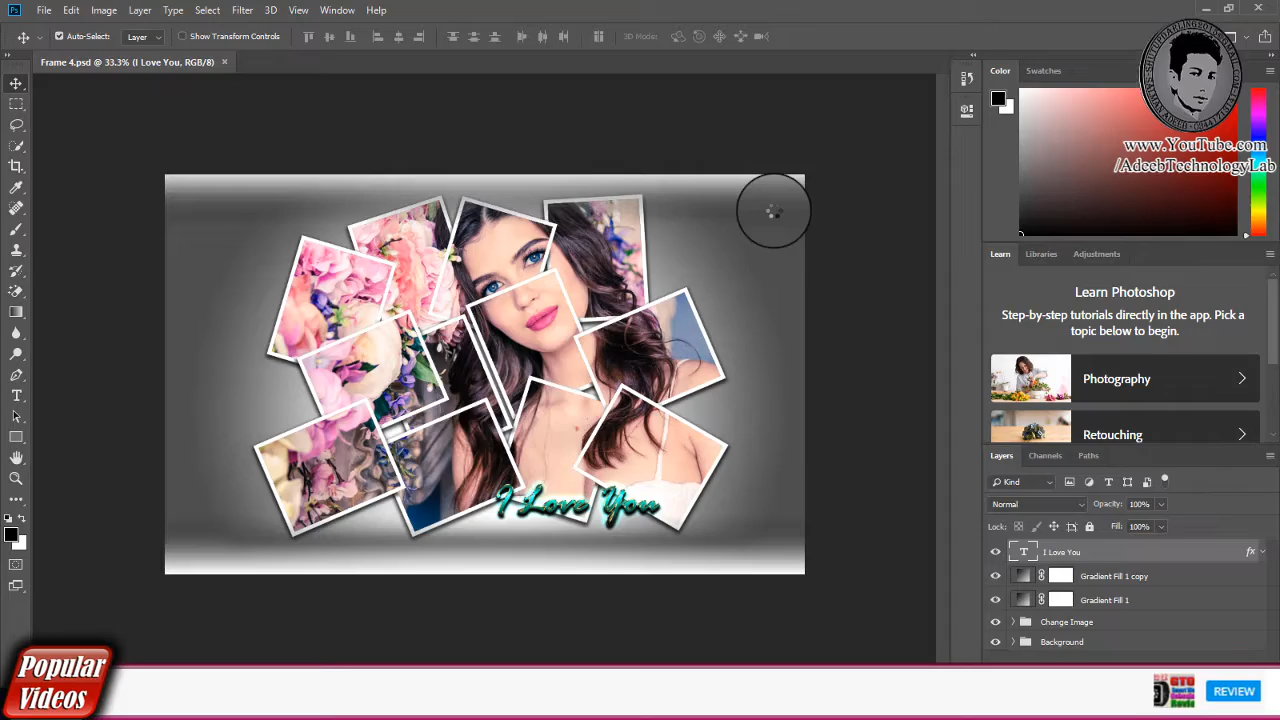 Ps File Edit Image Layer Type Select Filter 3D View Window Help
Auto-Select: Layer Show Transform Controls 3D Mode:
Frame 4.psd @ 33.3% (I Love You, RGB/8) ×
Color Swatches
www.YouTube.com
/AdeebTechnologyLab
Learn Libraries Adjustments
Learn Photoshop
Step-by-step tutorials directly in the app. Pick a
topic below to begin.
Photography
Retouching
Layers Channels Paths
Kind
Normal Opacity: 100%
Lock: Fill: 100%
I Love You fx
Gradient Fill 1 copy
Gradient Fill 1
Change Image
Background
I Love You
Popular
Videos
REVIEW